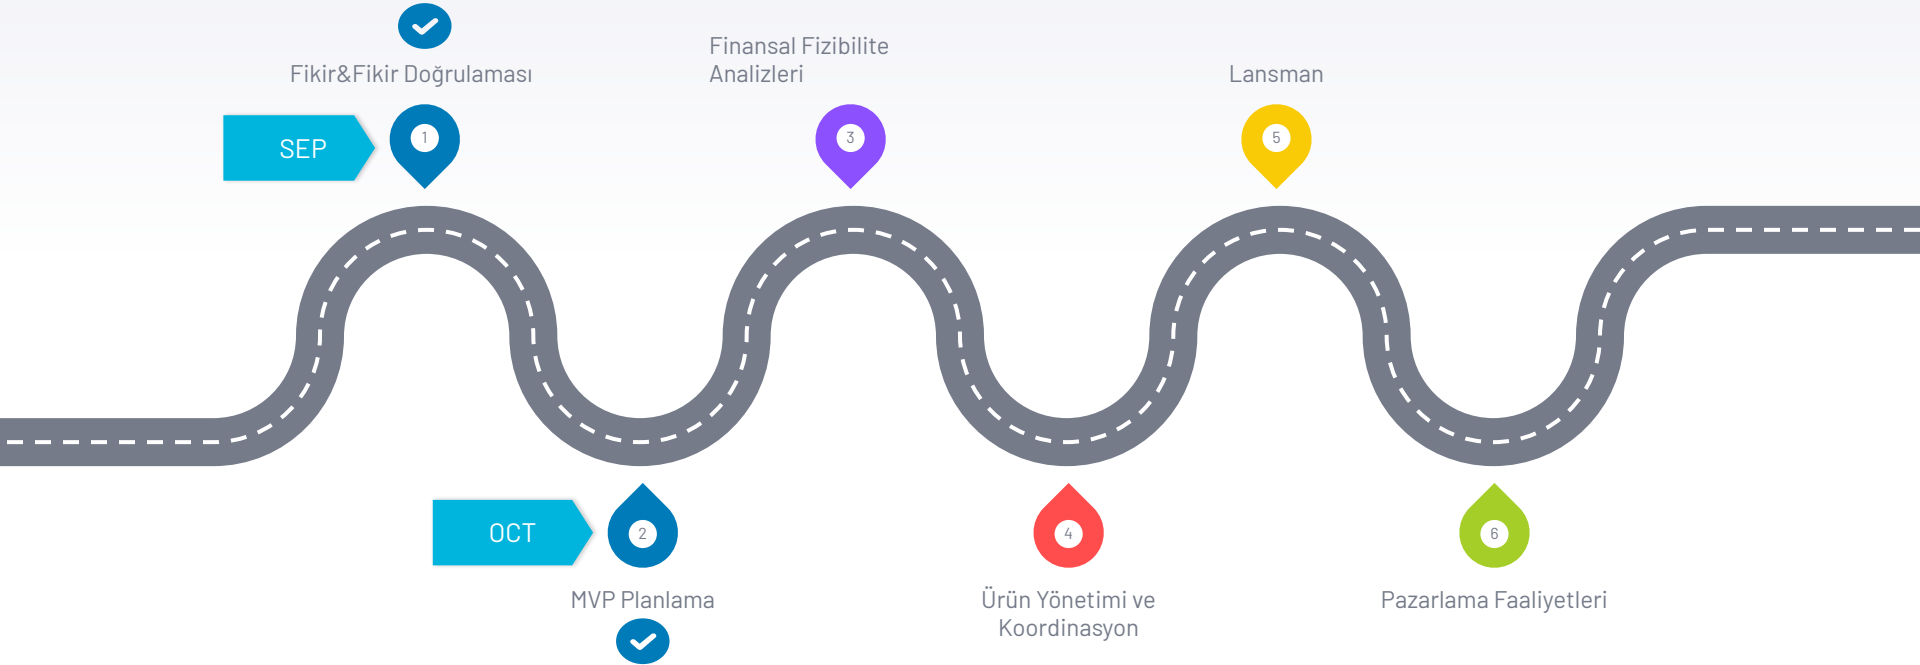 Fikir&Fikir Doğrulaması
SEP
1
Finansal Fizibilite
Analizleri
3
Lansman
5
OCT
2
MVP Planlama
4
Ürün Yönetimi ve
Koordinasyon
6
Pazarlama Faaliyetleri